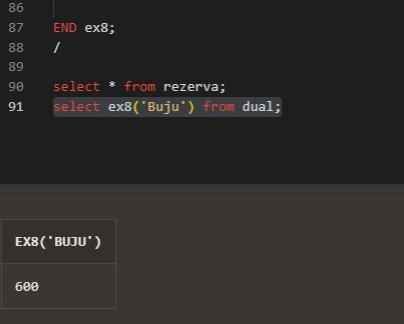 86
87 END ex8;
88 /
89
90 select * from rezerva;
91 select ex8('Buju') from dual;
EX8('BUJU')
600